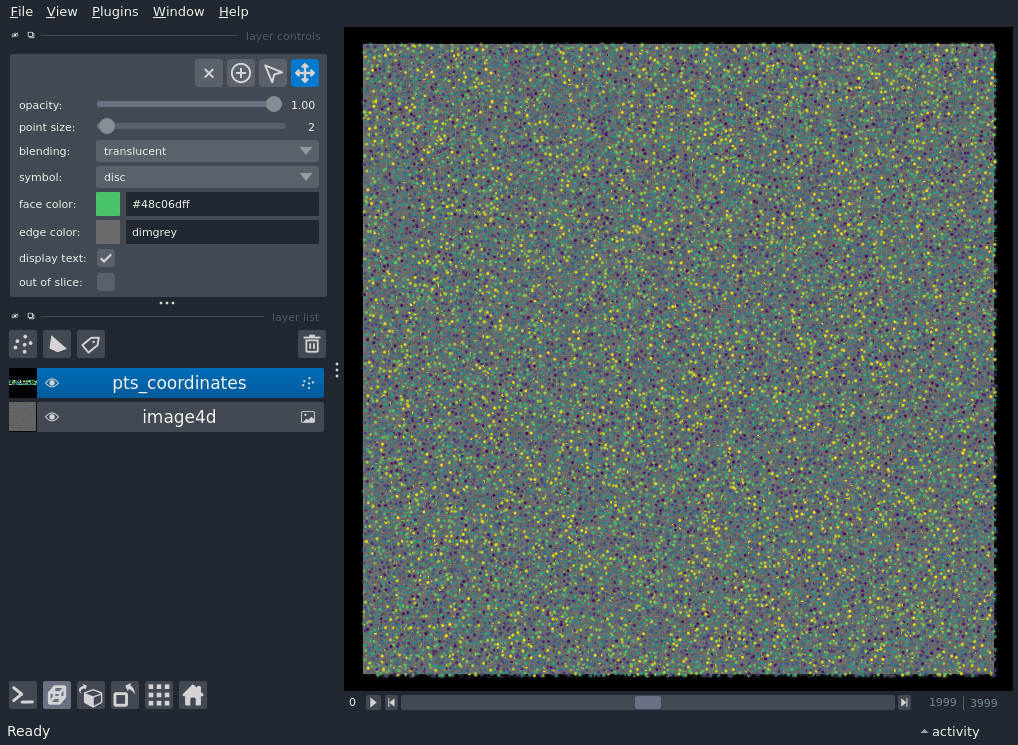 File View Plugins Window Help
layer controls
opacity: 1.00
point size: 2
blending: translucent
symbol: disc
face color: #48c06dff
edge color: dimgrey
display text:
out of slice:
layer list
pts_coordinates
image4d
0 1999 3999
Ready activity